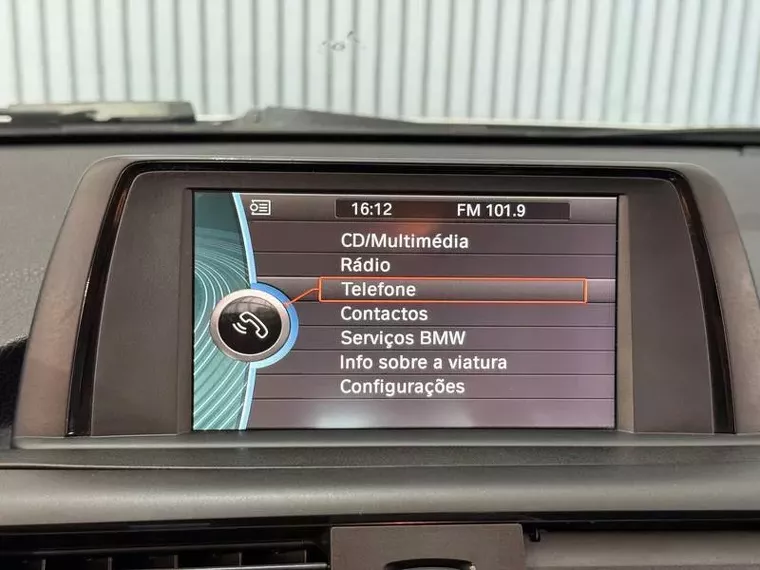 16:12 FM 101.9
CD/Multimédia
Rádio
Telefone
Contactos
Serviços BMW
Info sobre a viatura
Configurações